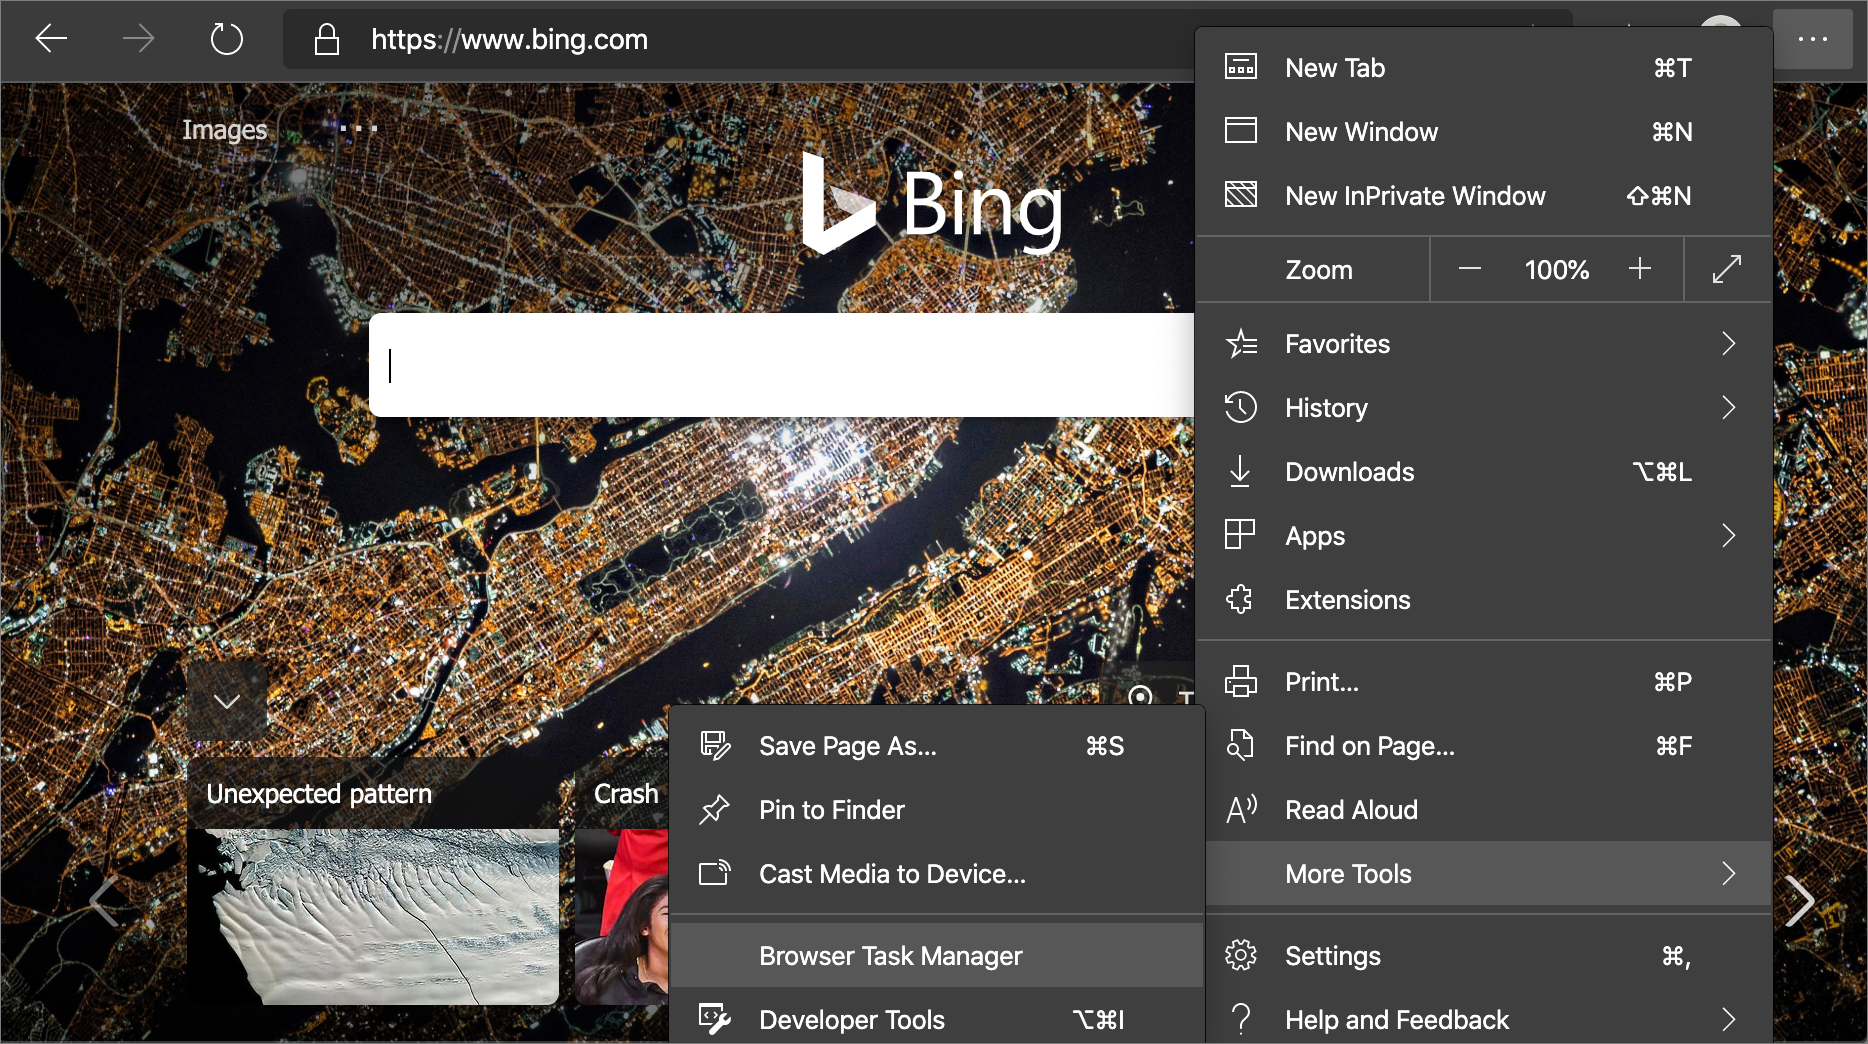 https://www.bing.com
Images
Bing
New Tab ⌘T
New Window ⌘N
New InPrivate Window ⇧⌘N
Zoom 100%
Favorites
History
Downloads ⌥⌘L
Apps
Extensions
Print... ⌘P
Find on Page... ⌘F
Read Aloud
More Tools
Settings ⌘,
Help and Feedback
Save Page As... ⌘S
Pin to Finder
Cast Media to Device...
Browser Task Manager
Developer Tools ⌥⌘I
Unexpected pattern
Crash